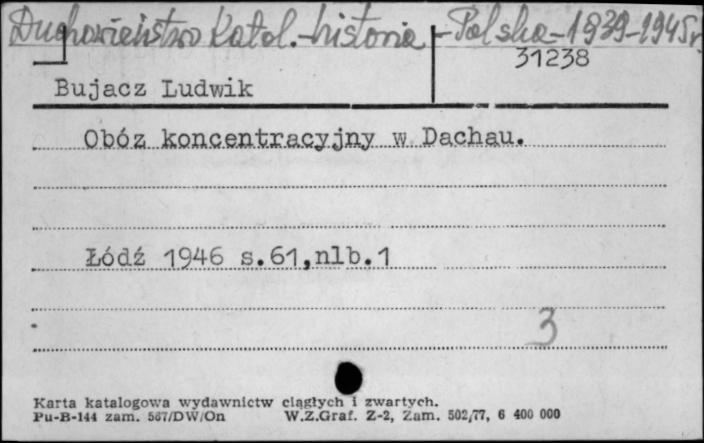 Duchowieństwo Katol.-historia - Polska-1939-1945r
31238
Bujacz Ludwik
Obóz koncentracyjny w Dachau.
Łódź 1946 s.61,nlb.1
3
Karta katalogowa wydawnictw ciągłych i zwartych.
Pu-B-144 zam. 567/DW/On W.Z.Graf. Z-2, Zam. 502/77, 6 400 000